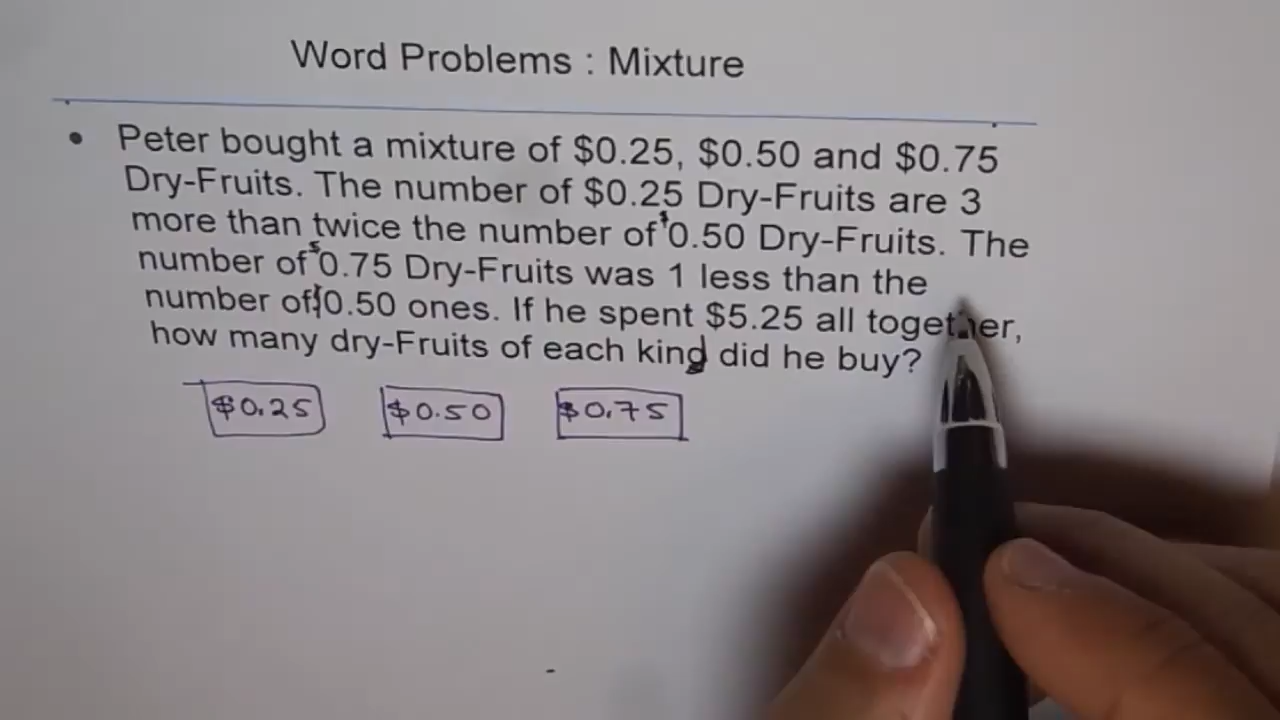 Word Problems : Mixture
• Peter bought a mixture of $0.25, $0.50 and $0.75
Dry-Fruits. The number of $0.25 Dry-Fruits are 3
more than twice the number of $0.50 Dry-Fruits. The
number of $0.75 Dry-Fruits was 1 less than the
number of $0.50 ones. If he spent $5.25 all together,
how many dry-Fruits of each kind did he buy?
$0.25 $0.50 $0.75